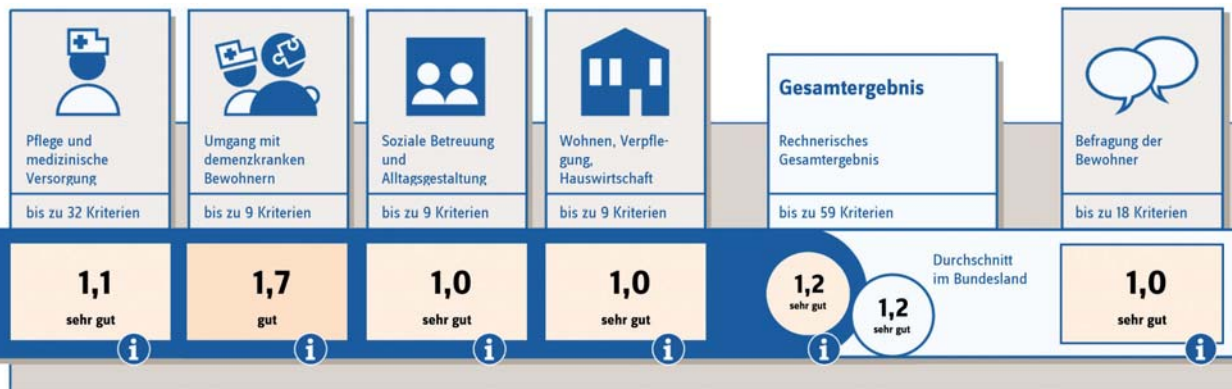 Pflege und
medizinische
Versorgung
bis zu 32 Kriterien
1,1
sehr gut
Umgang mit
demenzkranken
Bewohnern
bis zu 9 Kriterien
1,7
gut
Soziale Betreuung
und
Alltagsgestaltung
bis zu 9 Kriterien
1,0
sehr gut
Wohnen, Verpfle-
gung,
Hauswirtschaft
bis zu 9 Kriterien
1,0
sehr gut
Gesamtergebnis
Rechnerisches
Gesamtergebnis
bis zu 59 Kriterien
1,2
sehr gut
Durchschnitt
im Bundesland
1,2
sehr gut
Befragung der
Bewohner
bis zu 18 Kriterien
1,0
sehr gut